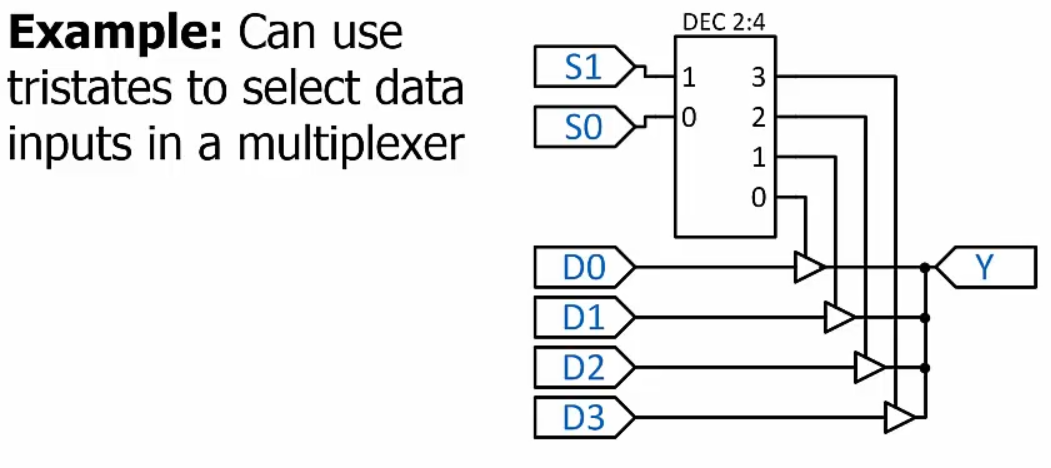 Example: Can use
tristates to select data
inputs in a multiplexer
DEC 2:4
S1
1
3
S0
0
2
1
0
D0
Y
D1
D2
D3